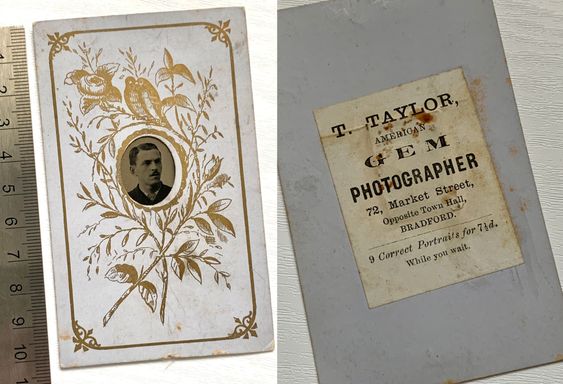 1
2
3
4
5
6
7
8
9
10
T. TAYLOR,
AMERICAN
GEM
PHOTOGRAPHER
72, Market Street,
Opposite Town Hall,
BRADFORD.
9 Correct Portraits for 7½d.
While you wait.